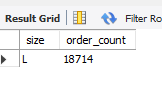 Result Grid Filter Ro
size order_count
L 18714